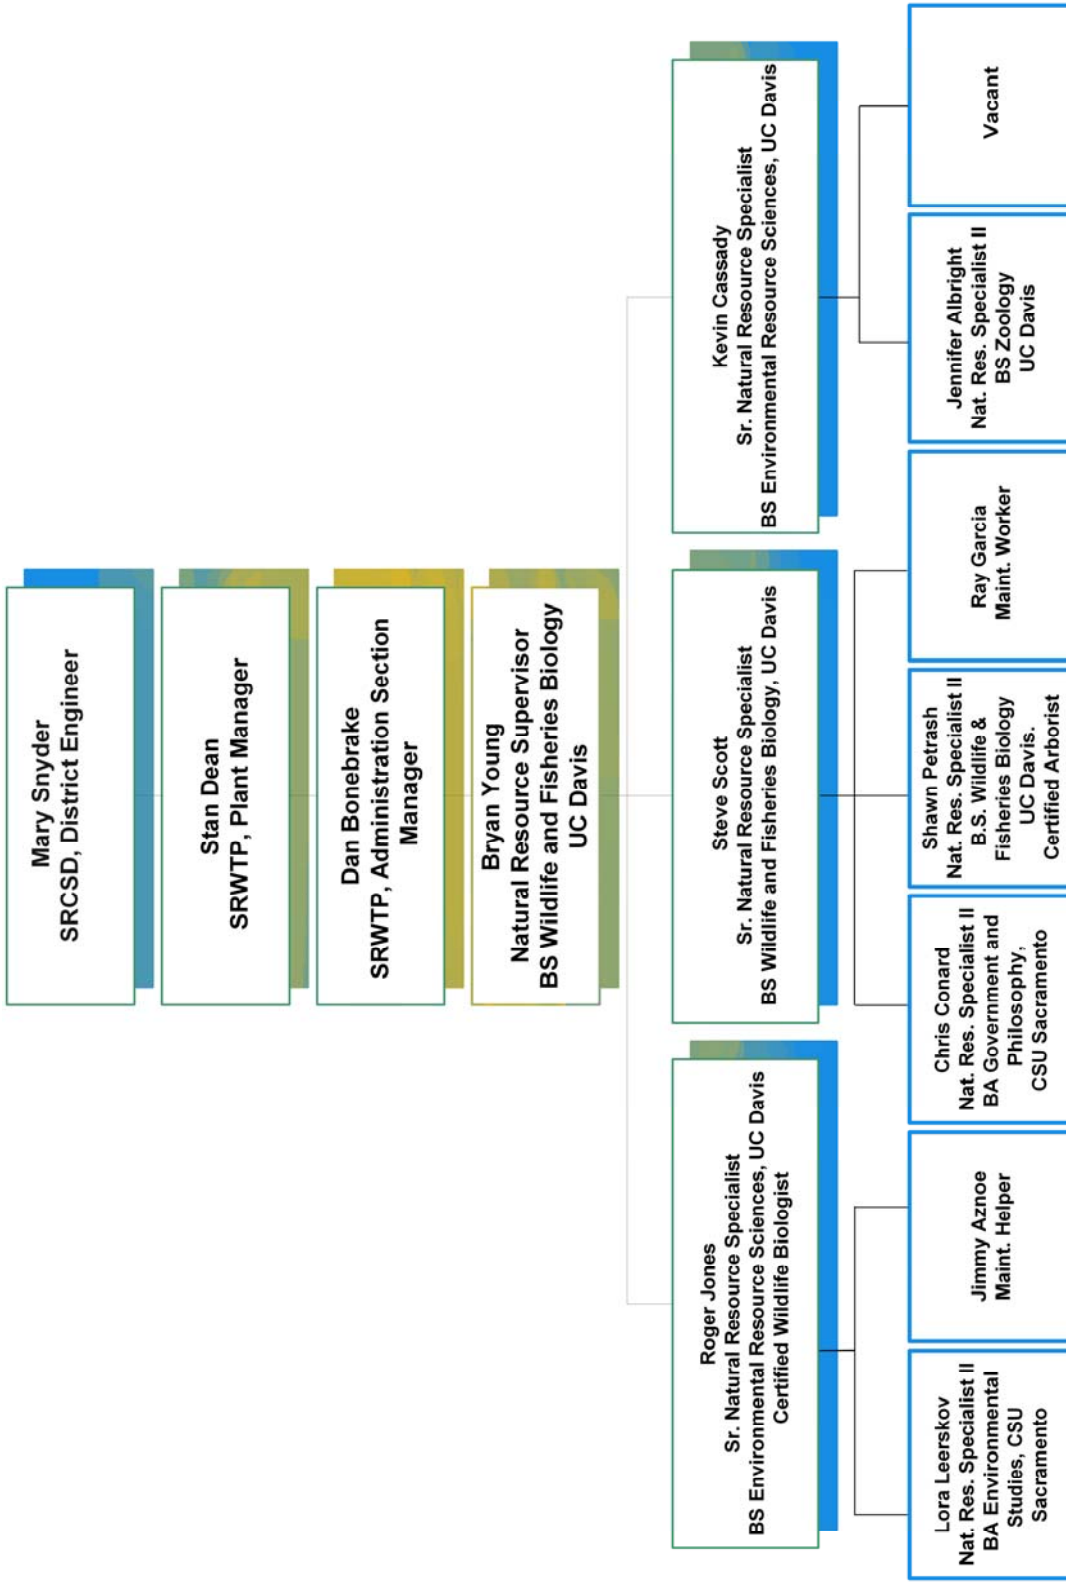 Mary Snyder
SRCSD, District Engineer
Stan Dean
SRWTP, Plant Manager
Dan Bonebrake
SRWTP, Administration Section
Manager
Bryan Young
Natural Resource Supervisor
BS Wildlife and Fisheries Biology
UC Davis
Roger Jones
Sr. Natural Resource Specialist
BS Environmental Resource Sciences, UC Davis
Certified Wildlife Biologist
Steve Scott
Sr. Natural Resource Specialist
BS Wildlife and Fisheries Biology, UC Davis
Kevin Cassady
Sr. Natural Resource Specialist
BS Environmental Resource Sciences, UC Davis
Lora Leerskov
Nat. Res. Specialist II
BA Environmental
Studies, CSU
Sacramento
Jimmy Aznoe
Maint. Helper
Chris Conard
Nat. Res. Specialist II
BA Government and
Philosophy,
CSU Sacramento
Shawn Petrash
Nat. Res. Specialist II
B.S. Wildlife &
Fisheries Biology
UC Davis.
Certified Arborist
Ray Garcia
Maint. Worker
Jennifer Albright
Nat. Res. Specialist II
BS Zoology
UC Davis
Vacant